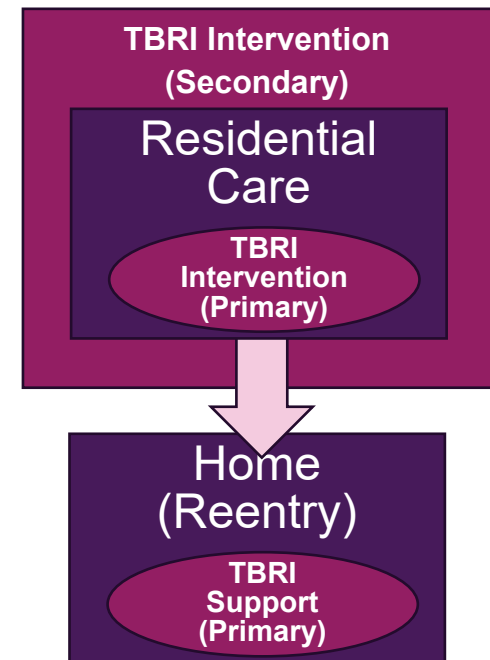 TBRI Intervention
(Secondary)
Residential
Care
TBRI
Intervention
(Primary)
Home
(Reentry)
TBRI
Support
(Primary)